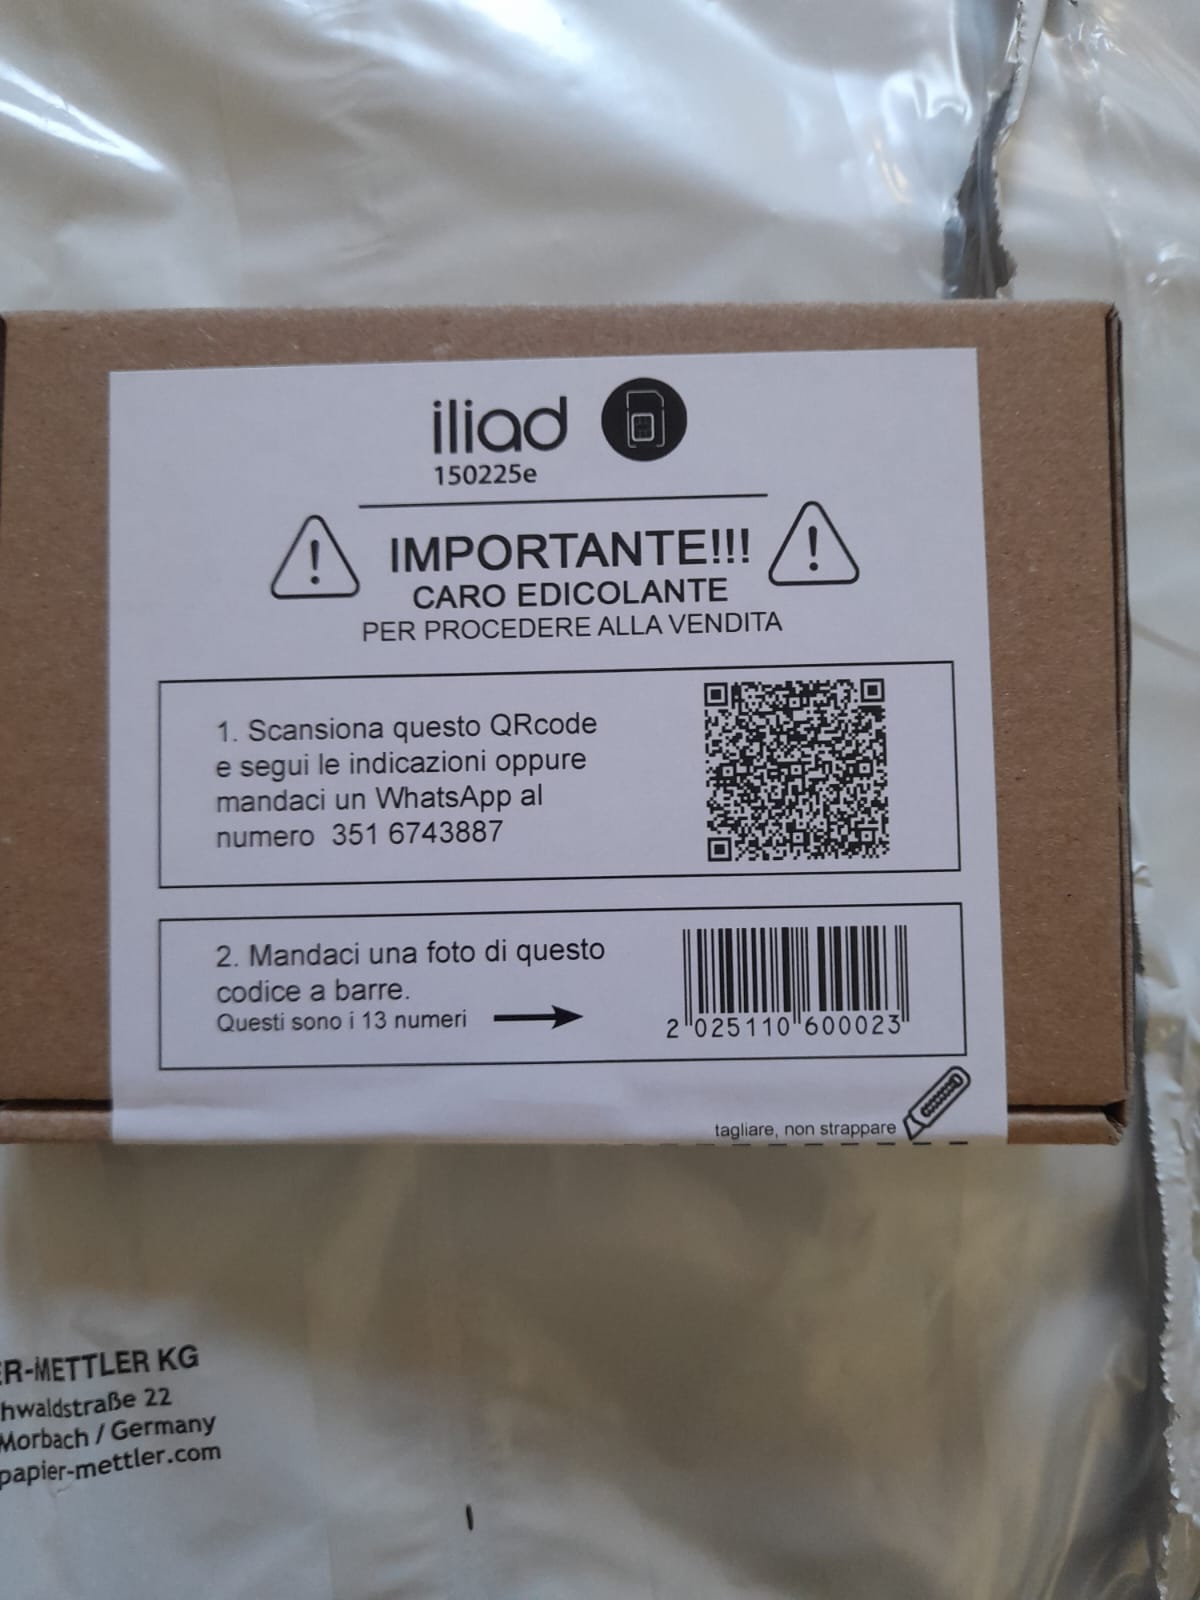 iliad
150225e
IMPORTANTE!!!
CARO EDICOLANTE
PER PROCEDERE ALLA VENDITA
1. Scansiona questo QRcode
e segui le indicazioni oppure
mandaci un WhatsApp al
numero 351 6743887
2. Mandaci una foto di questo
codice a barre.
Questi sono i 13 numeri
2 025110 600023
tagliare, non strappare
ER-METTLER KG
hwaldstraße 22
Morbach / Germany
papier-mettler.com